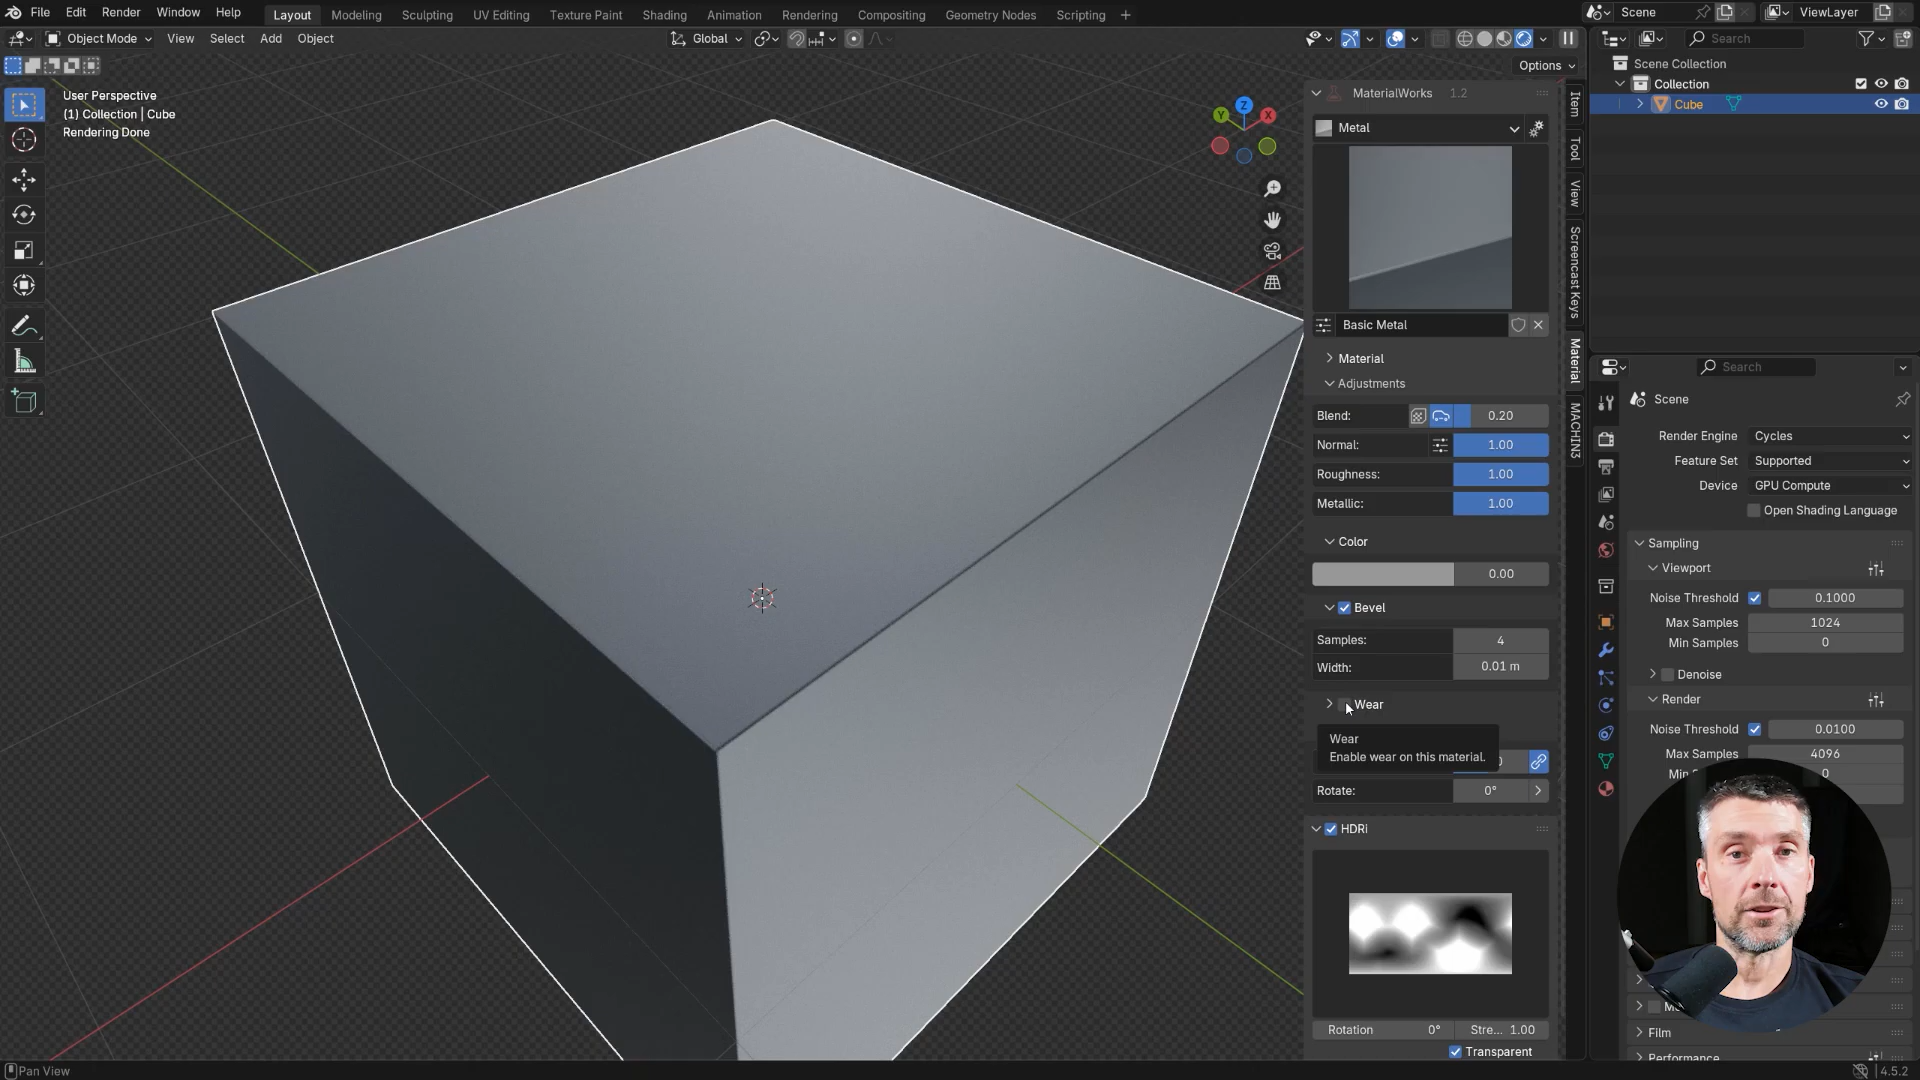 File Edit Render Window Help
Layout Modeling Sculpting UV Editing Texture Paint Shading Animation Rendering Compositing Geometry Nodes Scripting +
Scene
ViewLayer
Object Mode View Select Add Object
Global
Search
Options
User Perspective
(1) Collection | Cube
Rendering Done
Z
Y
X
MaterialWorks 1.2
Metal
Basic Metal
Material
Adjustments
Blend: 0.20
Normal: 1.00
Roughness: 1.00
Metallic: 1.00
Color
0.00
Bevel
Samples: 4
Width: 0.01 m
Wear
Wear
Enable wear on this material.
Rotate: 0°
HDRi
Rotation 0° Stre... 1.00
Transparent
Item
Tool
View
Screencast Keys
Material
MACHIN3
Scene Collection
Collection
Cube
Search
Scene
Render Engine Cycles
Feature Set Supported
Device GPU Compute
Open Shading Language
Sampling
Viewport
Noise Threshold 0.1000
Max Samples 1024
Min Samples 0
Denoise
Render
Noise Threshold 0.0100
Max Samples 4096
0
Film
Performance
Pan View
4.5.2